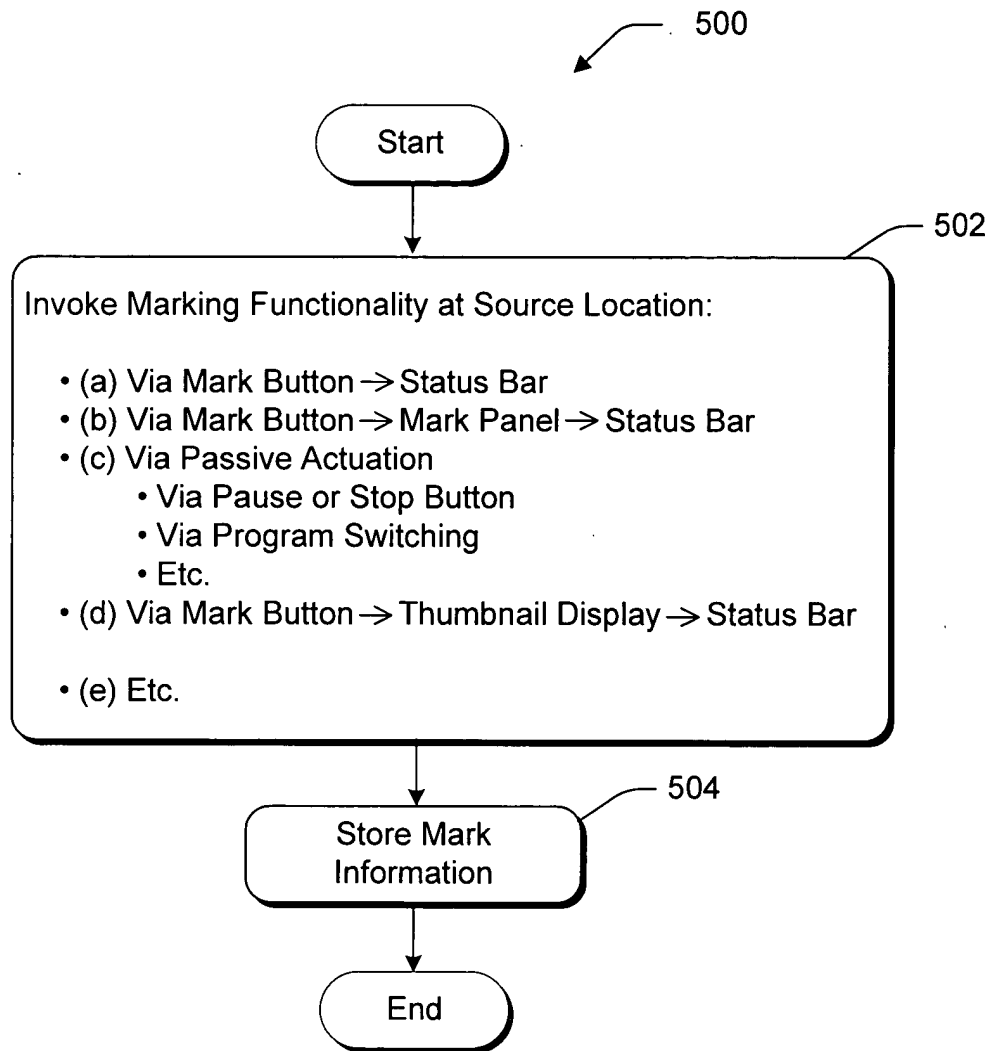 500
Start
502
Invoke Marking Functionality at Source Location:
• (a) Via Mark Button→Status Bar
• (b) Via Mark Button→Mark Panel→Status Bar
• (c) Via Passive Actuation
• Via Pause or Stop Button
• Via Program Switching
• Etc.
• (d) Via Mark Button→Thumbnail Display→Status Bar
• (e) Etc.
504
Store Mark
Information
End